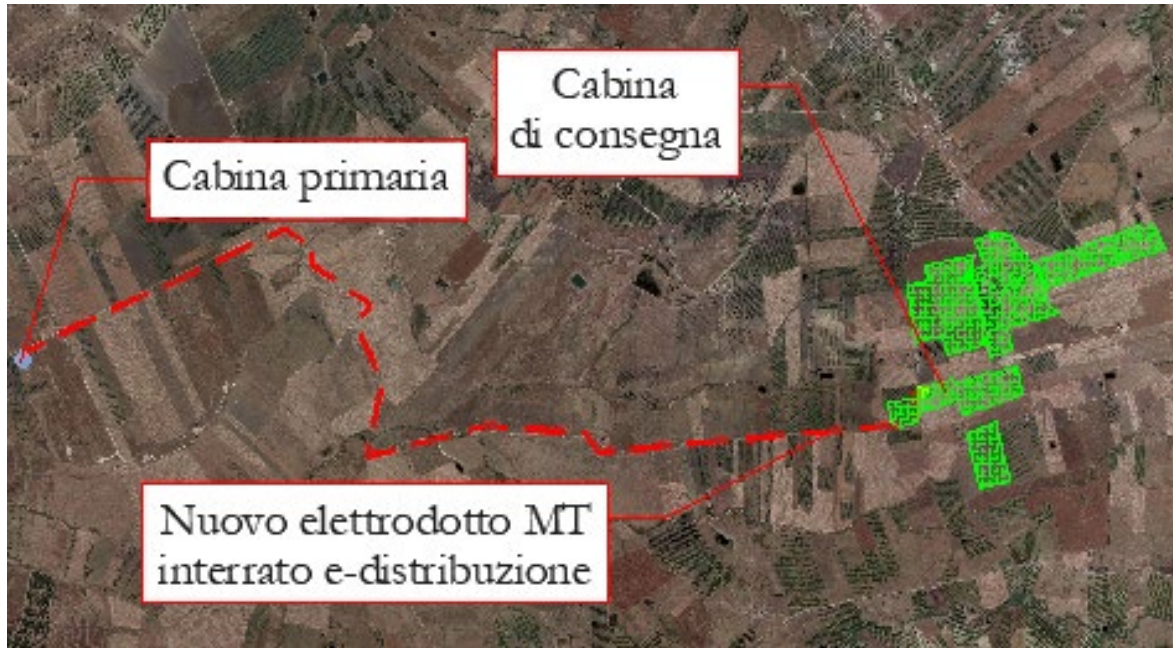 Cabina
di consegna
Cabina primaria
Nuovo elettrodotto MT
interrato e-distribuzione